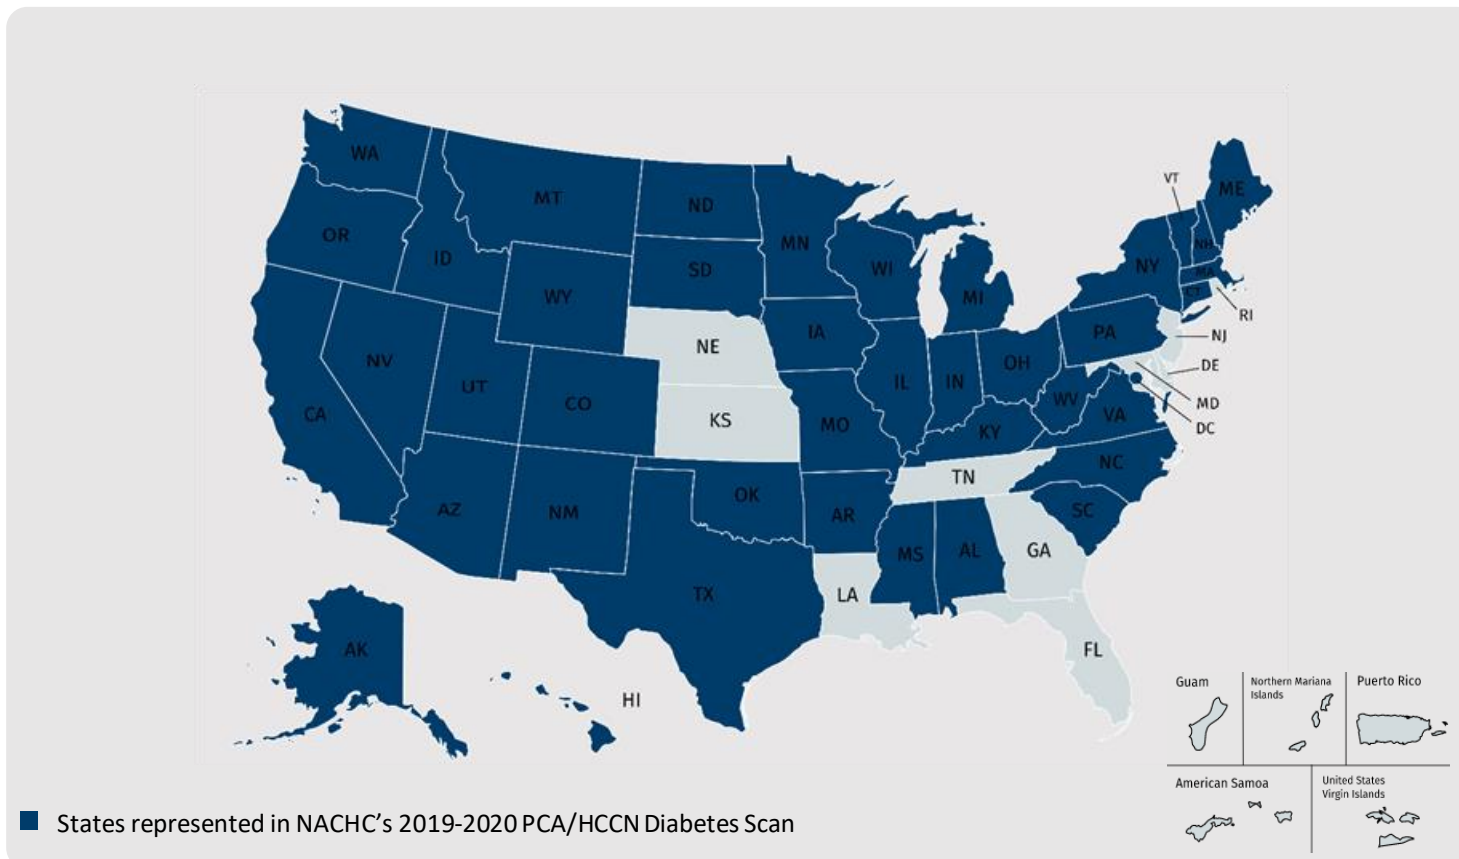 WA
MT
ND
MN
VT
ME
OR
ID
SD
WI
NY
NH
MA
WY
MI
CT
RI
NE
IA
PA
NJ
NV
UT
IL
IN
OH
DE
CA
CO
KS
MO
WV
VA
MD
DC
KY
NC
TN
AZ
NM
OK
AR
SC
MS
AL
GA
TX
LA
AK
FL
HI
Guam
Northern Mariana
Islands
Puerto Rico
American Samoa
United States
Virgin Islands
States represented in NACHC's 2019-2020 PCA/HCCN Diabetes Scan